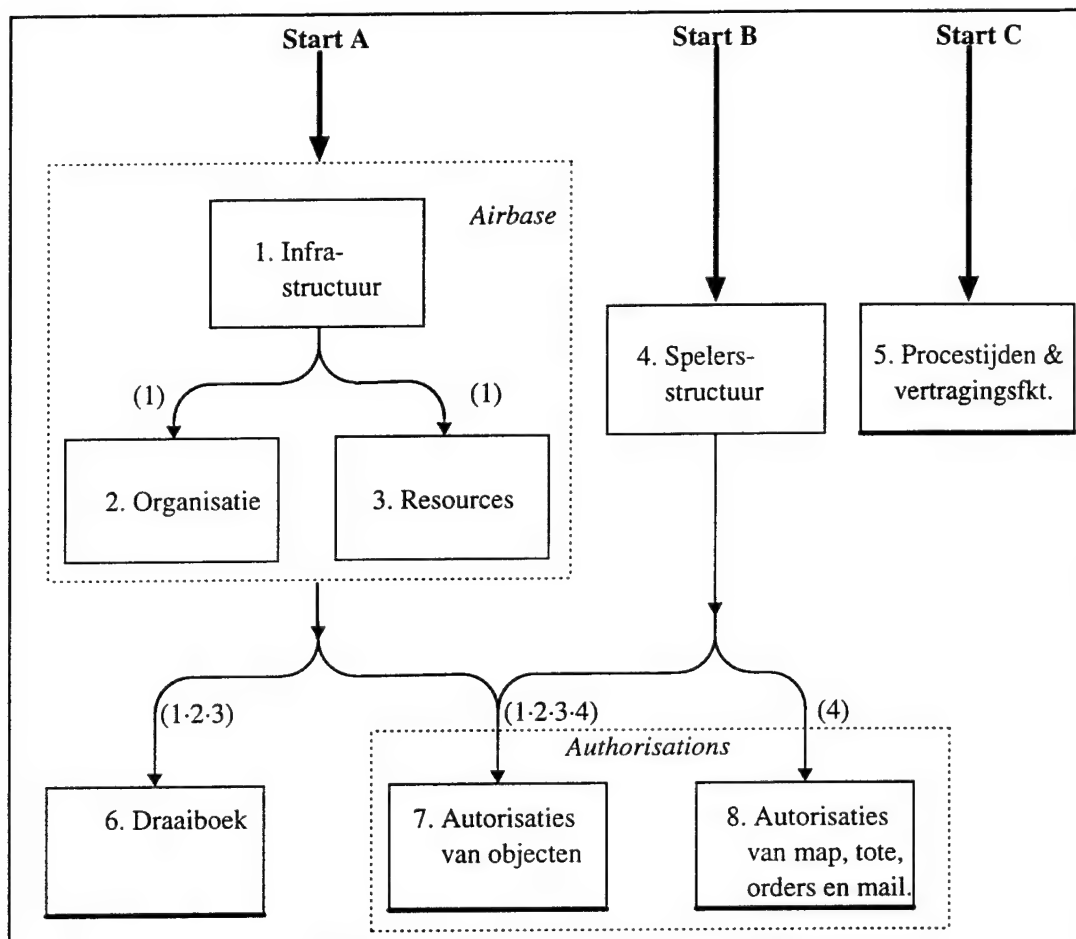 Start A
Start B
Start C
Airbase
1. Infra-
structuur
4. Spelers-
structuur
5. Procestijden &
vertragingsfkt.
(1)
(1)
2. Organisatie
3. Resources
(1·2·3)
(1·2·3·4)
(4)
Authorisations
6. Draaiboek
7. Autorisaties
van objecten
8. Autorisaties
van map, tote,
orders en mail.